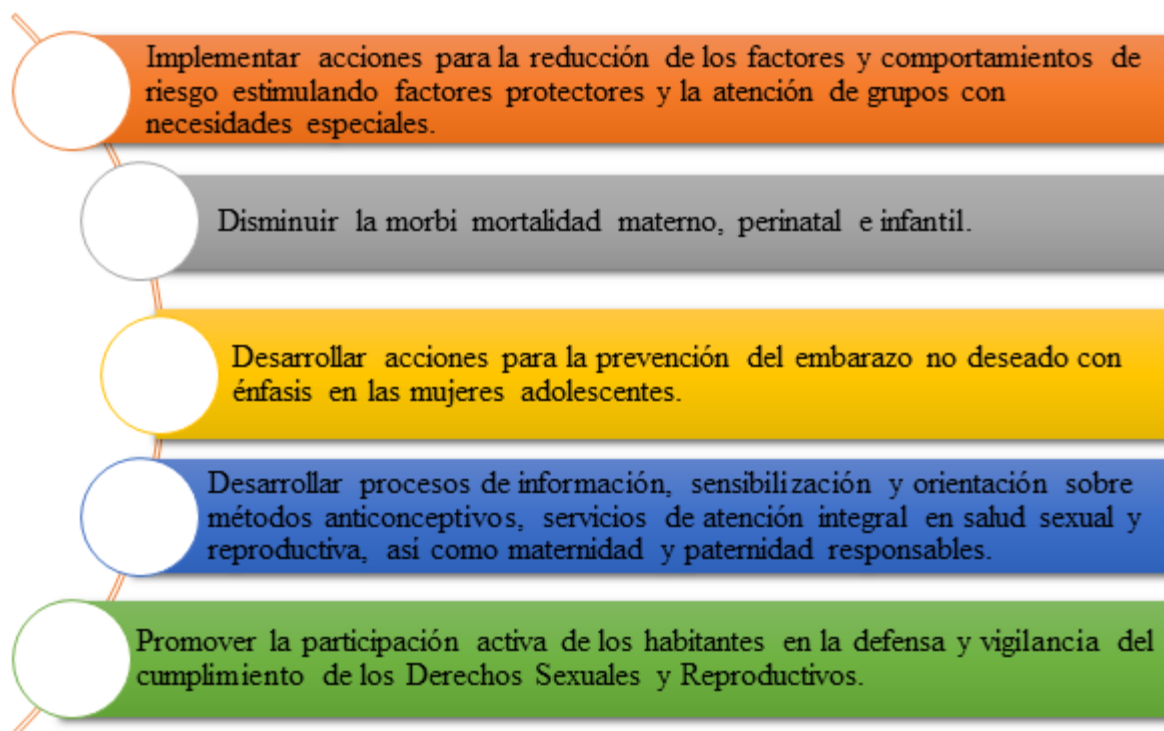 Implementar acciones para la reducción de los factores y comportamientos de
riesgo estimulando factores protectores y la atención de grupos con
necesidades especiales.
Disminuir la morbi mortalidad materno, perinatal e infantil.
Desarrollar acciones para la prevención del embarazo no deseado con
énfasis en las mujeres adolescentes.
Desarrollar procesos de información, sensibilización y orientación sobre
métodos anticonceptivos, servicios de atención integral en salud sexual y
reproductiva, así como maternidad y paternidad responsables.
Promover la participación activa de los habitantes en la defensa y vigilancia del
cumplimiento de los Derechos Sexuales y Reproductivos.